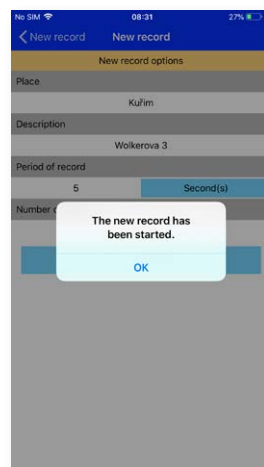 No SIM 08:31 27%
New record New record
New record options
Place
Kuřim
Description
Wolkerova 3
Period of record
5 Second(s)
Number
The new record has
been started.
OK